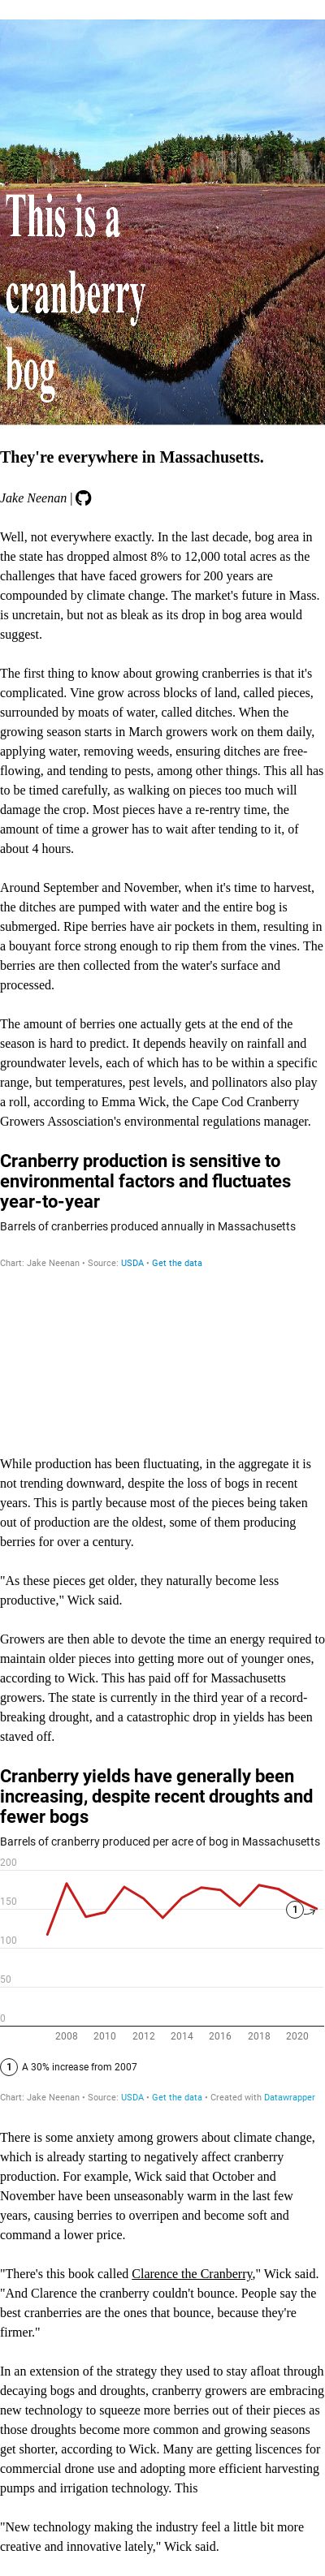 This is a
cranberry
bog
They're everywhere in Massachusetts.
Jake Neenan |
Well, not everywhere exactly. In the last decade, bog area in
the state has dropped almost 8% to 12,000 total acres as the
challenges that have faced growers for 200 years are
compounded by climate change. The market's future in Mass.
is uncretain, but not as bleak as its drop in bog area would
suggest.
The first thing to know about growing cranberries is that it's
complicated. Vine grow across blocks of land, called pieces,
surrounded by moats of water, called ditches. When the
growing season starts in March growers work on them daily,
applying water, removing weeds, ensuring ditches are free-
flowing, and tending to pests, among other things. This all has
to be timed carefully, as walking on pieces too much will
damage the crop. Most pieces have a re-rentry time, the
amount of time a grower has to wait after tending to it, of
about 4 hours.
Around September and November, when it's time to harvest,
the ditches are pumped with water and the entire bog is
submerged. Ripe berries have air pockets in them, resulting in
a bouyant force strong enough to rip them from the vines. The
berries are then collected from the water's surface and
processed.
The amount of berries one actually gets at the end of the
season is hard to predict. It depends heavily on rainfall and
groundwater levels, each of which has to be within a specific
range, but temperatures, pest levels, and pollinators also play
a roll, according to Emma Wick, the Cape Cod Cranberry
Growers Assosciation's environmental regulations manager.
Cranberry production is sensitive to
environmental factors and fluctuates
year-to-year
Barrels of cranberries produced annually in Massachusetts
Chart: Jake Neenan • Source: USDA • Get the data
While production has been fluctuating, in the aggregate it is
not trending downward, despite the loss of bogs in recent
years. This is partly because most of the pieces being taken
out of production are the oldest, some of them producing
berries for over a century.
"As these pieces get older, they naturally become less
productive," Wick said.
Growers are then able to devote the time an energy required to
maintain older pieces into getting more out of younger ones,
according to Wick. This has paid off for Massachusetts
growers. The state is currently in the third year of a record-
breaking drought, and a catastrophic drop in yields has been
staved off.
Cranberry yields have generally been
increasing, despite recent droughts and
fewer bogs
Barrels of cranberry produced per acre of bog in Massachusetts
200
150
1
100
50
0
2008 2010 2012 2014 2016 2018 2020
1 A 30% increase from 2007
Chart: Jake Neenan • Source: USDA • Get the data • Created with Datawrapper
There is some anxiety among growers about climate change,
which is already starting to negatively affect cranberry
production. For example, Wick said that October and
November have been unseasonably warm in the last few
years, causing berries to overripen and become soft and
command a lower price.
"There's this book called Clarence the Cranberry," Wick said.
"And Clarence the cranberry couldn't bounce. People say the
best cranberries are the ones that bounce, because they're
firmer."
In an extension of the strategy they used to stay afloat through
decaying bogs and droughts, cranberry growers are embracing
new technology to squeeze more berries out of their pieces as
those droughts become more common and growing seasons
get shorter, according to Wick. Many are getting liscences for
commercial drone use and adopting more efficient harvesting
pumps and irrigation technology. This
"New technology making the industry feel a little bit more
creative and innovative lately," Wick said.